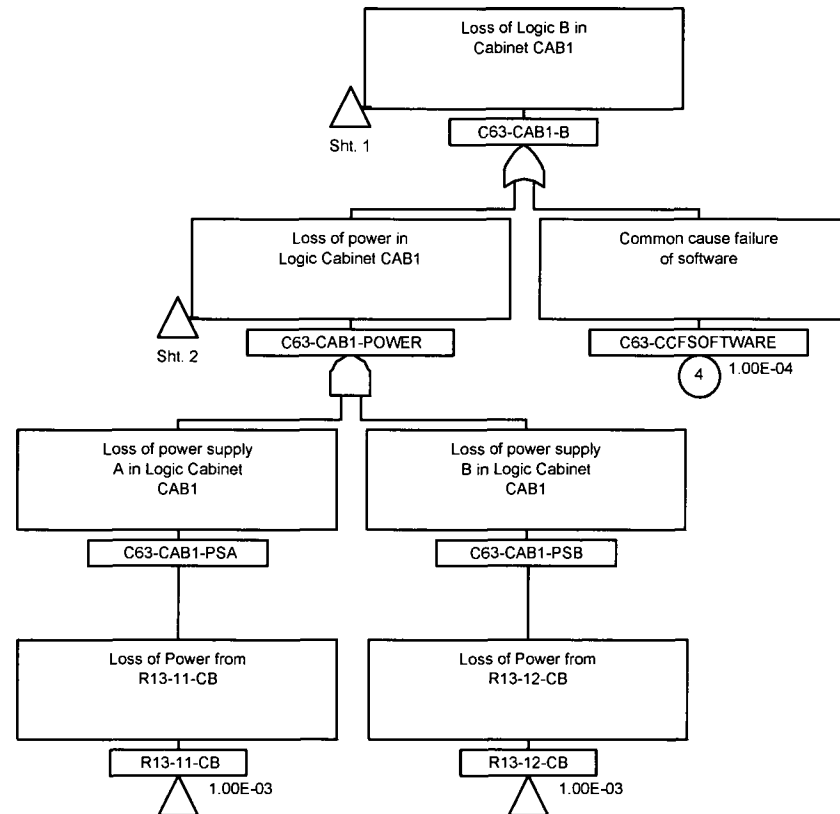 Loss of Logic B in
Cabinet CAB1
Sht. 1
C63-CAB1-B
Loss of power in
Logic Cabinet CAB1
Common cause failure
of software
Sht. 2
C63-CAB1-POWER
C63-CCFSOFTWARE
4
1.00E-04
Loss of power supply
A in Logic Cabinet
CAB1
Loss of power supply
B in Logic Cabinet
CAB1
C63-CAB1-PSA
C63-CAB1-PSB
Loss of Power from
R13-11-CB
Loss of Power from
R13-12-CB
R13-11-CB
1.00E-03
R13-12-CB
1.00E-03